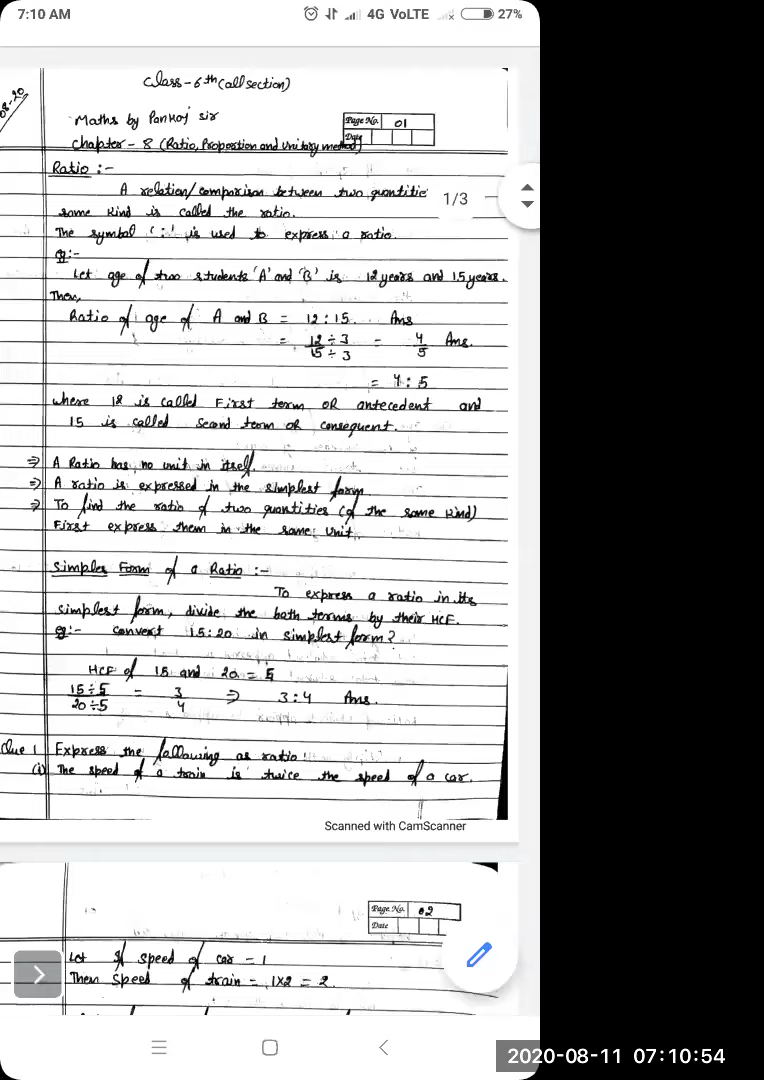 7:10 AM 4G VoLTE 27%
08-20
Class - 6th (all section)
Maths by Pankaj sir
Page No. 01
Date
Chapter - 8 (Ratio, Proportion and Unitary method)
Ratio :-
A relation/comparison between two quantitie
same kind is called the ratio.
1/3
The symbol ':' is used to express a ratio.
eg:-
Let age of two students 'A' and 'B' is 12 years and 15 years.
Then,
Ratio of age of A and B = 12 : 15. Ans
= 12 ÷ 3 / 15 ÷ 3 = 4/5 Ans.
= 4 : 5
where 12 is called First term OR antecedent and
15 is called second term OR consequent.
⇒ A Ratio has no unit in itself.
⇒ A ratio is expressed in the simplest form
⇒ To find the ratio of two quantities (of the same kind)
First express them in the same unit.
Simples Form of a Ratio :-
To express a ratio in its
simplest form, divide the both terms by their HCF.
eg:- convert 15:20 in simplest form?
HCF of 15 and 20 = 5
15÷5 / 20÷5 = 3/4 ⇒ 3:4 Ans.
Que 1 Express the following as ratio
(i) The speed of a train is twice the speed of a car.
Scanned with CamScanner
Page No. 02
Date
Let speed of car = 1
Then speed of train = 1×2 = 2.
2020-08-11 07:10:54